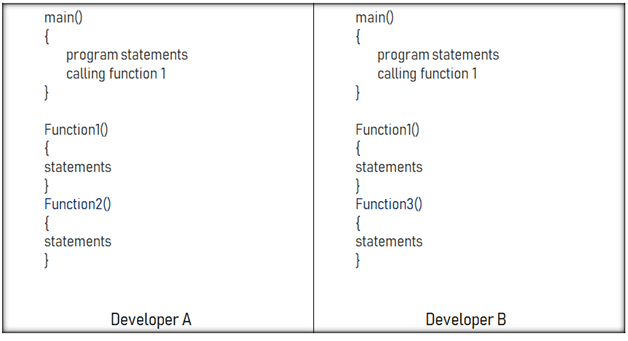 main()
{
program statements
calling function 1
}
Function1()
{
statements
}
Function2()
{
statements
}
Developer A
main()
{
program statements
calling function 1
}
Function1()
{
statements
}
Function3()
{
statements
}
Developer B